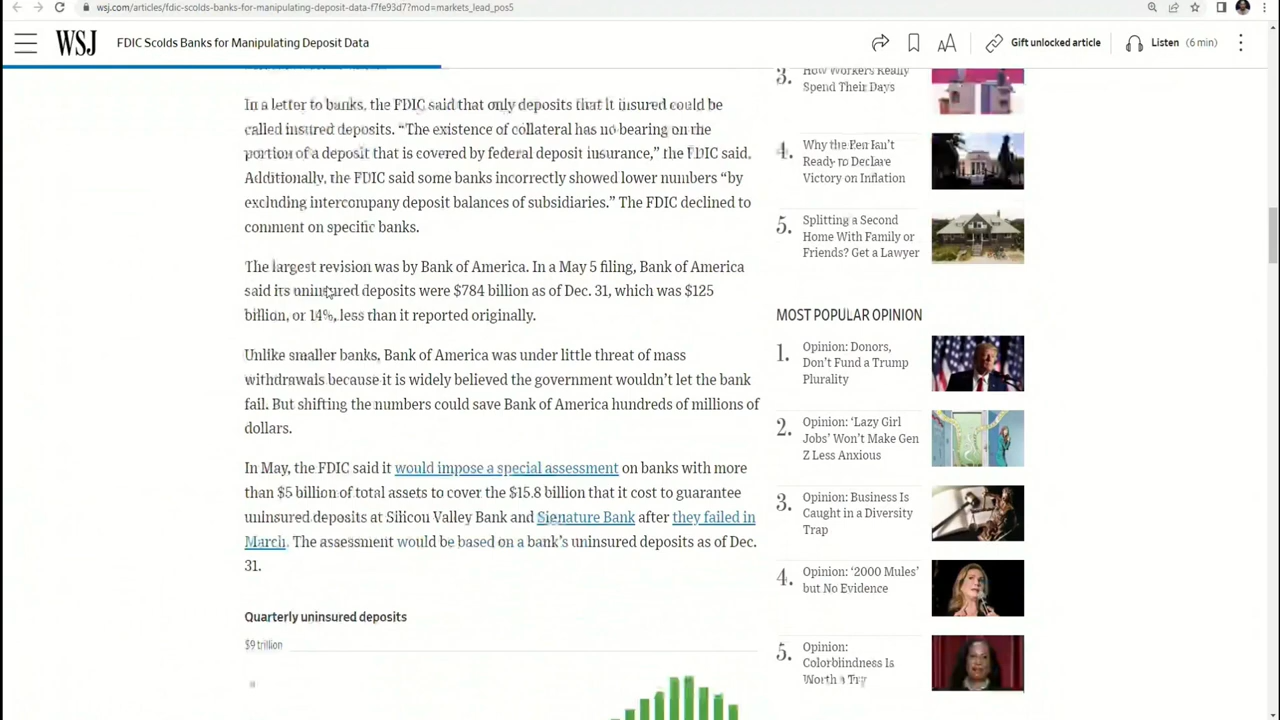 wsj.com/articles/fdic-scolds-banks-for-manipulating-deposit-data-f7fe93d7?mod=markets_lead_pos5
WSJ
FDIC Scolds Banks for Manipulating Deposit Data
Gift unlocked article
Listen (6 min)
In a letter to banks, the FDIC said that only deposits that it insured could be
called insured deposits. “The existence of collateral has no bearing on the
portion of a deposit that is covered by federal deposit insurance,” the FDIC said.
Additionally, the FDIC said some banks incorrectly showed lower numbers “by
excluding intercompany deposit balances of subsidiaries.” The FDIC declined to
comment on specific banks.
The largest revision was by Bank of America. In a May 5 filing, Bank of America
said its uninsured deposits were $784 billion as of Dec. 31, which was $125
billion, or 14%, less than it reported originally.
Unlike smaller banks, Bank of America was under little threat of mass
withdrawals because it is widely believed the government wouldn’t let the bank
fail. But shifting the numbers could save Bank of America hundreds of millions of
dollars.
In May, the FDIC said it would impose a special assessment on banks with more
than $5 billion of total assets to cover the $15.8 billion that it cost to guarantee
uninsured deposits at Silicon Valley Bank and Signature Bank after they failed in
March. The assessment would be based on a bank’s uninsured deposits as of Dec.
31.
Quarterly uninsured deposits
$9 trillion
3.
How Workers Really
Spend Their Days
4.
Why the Fed Isn’t
Ready to Declare
Victory on Inflation
5.
Splitting a Second
Home With Family or
Friends? Get a Lawyer
MOST POPULAR OPINION
1.
Opinion: Donors,
Don’t Fund a Trump
Plurality
2.
Opinion: ‘Lazy Girl
Jobs’ Won’t Make Gen
Z Less Anxious
3.
Opinion: Business Is
Caught in a Diversity
Trap
4.
Opinion: ‘2000 Mules’
but No Evidence
5.
Opinion:
Colorblindness Is
Worth a Try